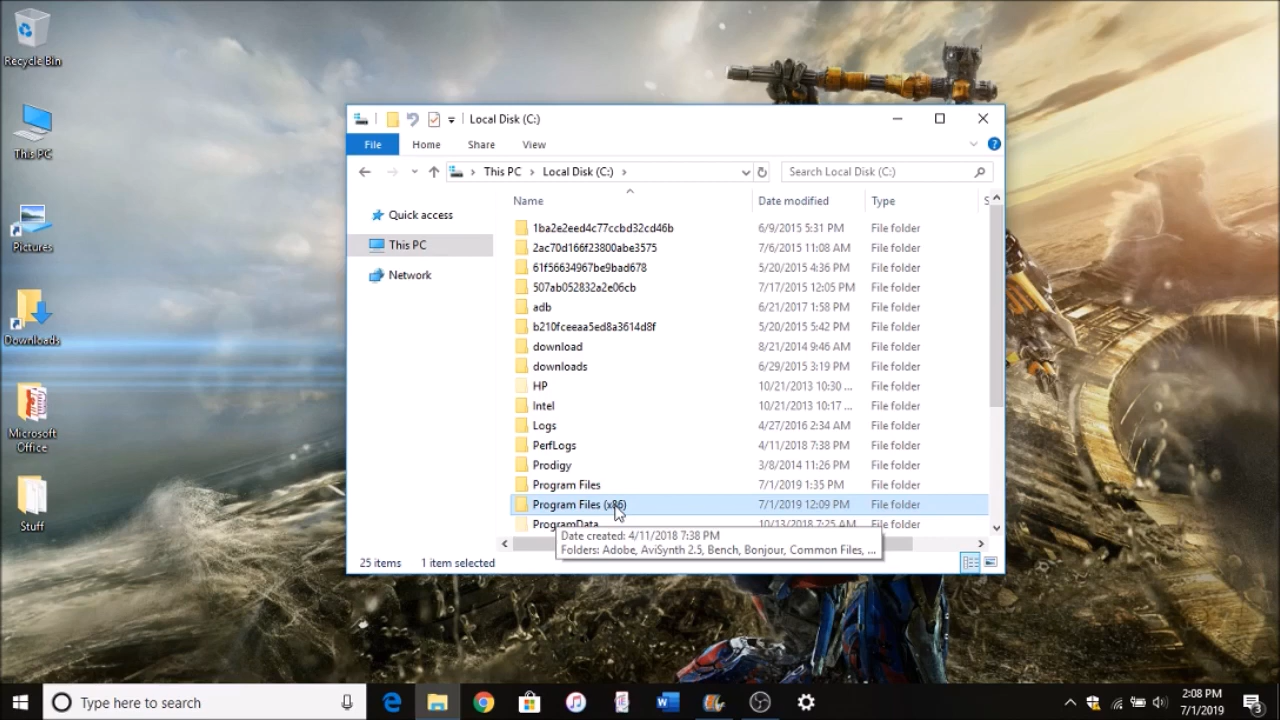 Recycle Bin
This PC
Pictures
Downloads
Microsoft
Office
Stuff
Local Disk (C:)
File Home Share View
This PC Local Disk (C:) Search Local Disk (C:)
Quick access
This PC
Network
Name Date modified Type S
1ba2e2eed4c77ccbd32cd46b 6/9/2015 5:31 PM File folder
2ac70d166f23800abe3575 7/6/2015 11:08 AM File folder
61f56634967be9bad678 5/20/2015 4:36 PM File folder
507ab052832a2e06cb 7/17/2015 12:05 PM File folder
adb 6/21/2017 1:58 PM File folder
b210fceeaa5ed8a3614d8f 5/20/2015 5:42 PM File folder
download 8/21/2014 9:46 AM File folder
downloads 6/29/2015 3:19 PM File folder
HP 10/21/2013 10:30 ... File folder
Intel 10/21/2013 10:17 ... File folder
Logs 4/27/2016 2:34 AM File folder
PerfLogs 4/11/2018 7:38 PM File folder
Prodigy 3/8/2014 11:26 PM File folder
Program Files 7/1/2019 1:35 PM File folder
Program Files (x86) 7/1/2019 12:09 PM File folder
ProgramData 10/13/2018 7:25 AM File folder
Date created: 4/11/2018 7:38 PM
Folders: Adobe, AviSynth 2.5, Bench, Bonjour, Common Files, ...
25 items 1 item selected
Type here to search
2:08 PM
7/1/2019
3